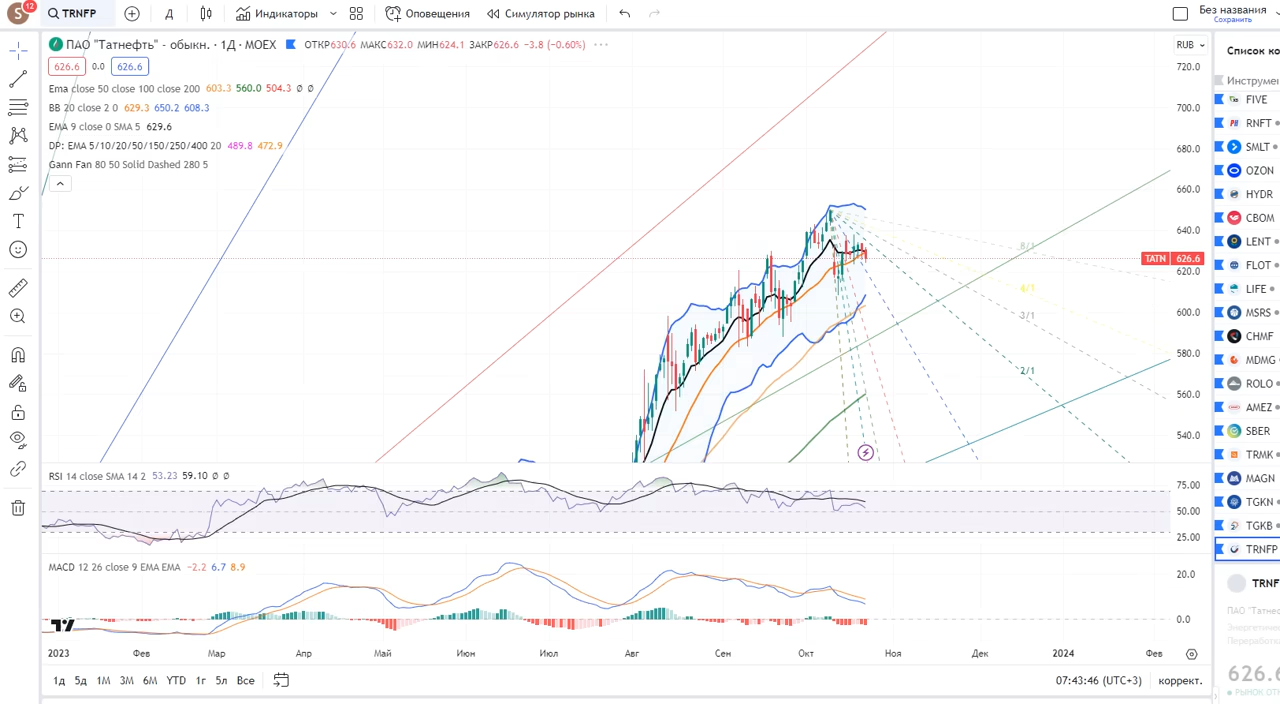 S 12 TRNFP Д Индикаторы Оповещения Симулятор рынка Без названия
Сохранить
ПАО "Татнефть" - обыкн. · 1Д · MOEX ОТКР630.6 МАКС632.0 МИН624.1 ЗАКР626.6 −3.8 (−0.60%) RUB Список ко
626.6 0.0 626.6
Ema close 50 close 100 close 200 603.3 560.0 504.3 Ø Ø
BB 20 close 2 0 629.3 650.2 608.3
EMA 9 close 0 SMA 5 629.6
DP: EMA 5/10/20/50/150/250/400 20 489.8 472.9
Gann Fan 80 50 Solid Dashed 280 5
720.0
700.0
680.0
660.0
640.0
TATN 626.6
620.0
600.0
580.0
560.0
540.0
8/1
4/1
3/1
2/1
RSI 14 close SMA 14 2 53.23 59.10 Ø Ø
75.00
50.00
25.00
MACD 12 26 close 9 EMA EMA −2.2 6.7 8.9
20.0
0.0
2023 Фев Мар Апр Май Июн Июл Авг Сен Окт Ноя Дек 2024 Фев
1д 5д 1М 3М 6М YTD 1г 5л Все 07:43:46 (UTC+3) коррект.
Инструмен
FIVE
RNFT
SMLT
OZON
HYDR
CBOM
LENT
FLOT
LIFE
MSRS
CHMF
MDMG
ROLO
AMEZ
SBER
TRMK
MAGN
TGKN
TGKB
TRNFP
TRNF
ПАО "Татнефт
Энергетичес
Переработк
626.6
РЫНОК ОТК